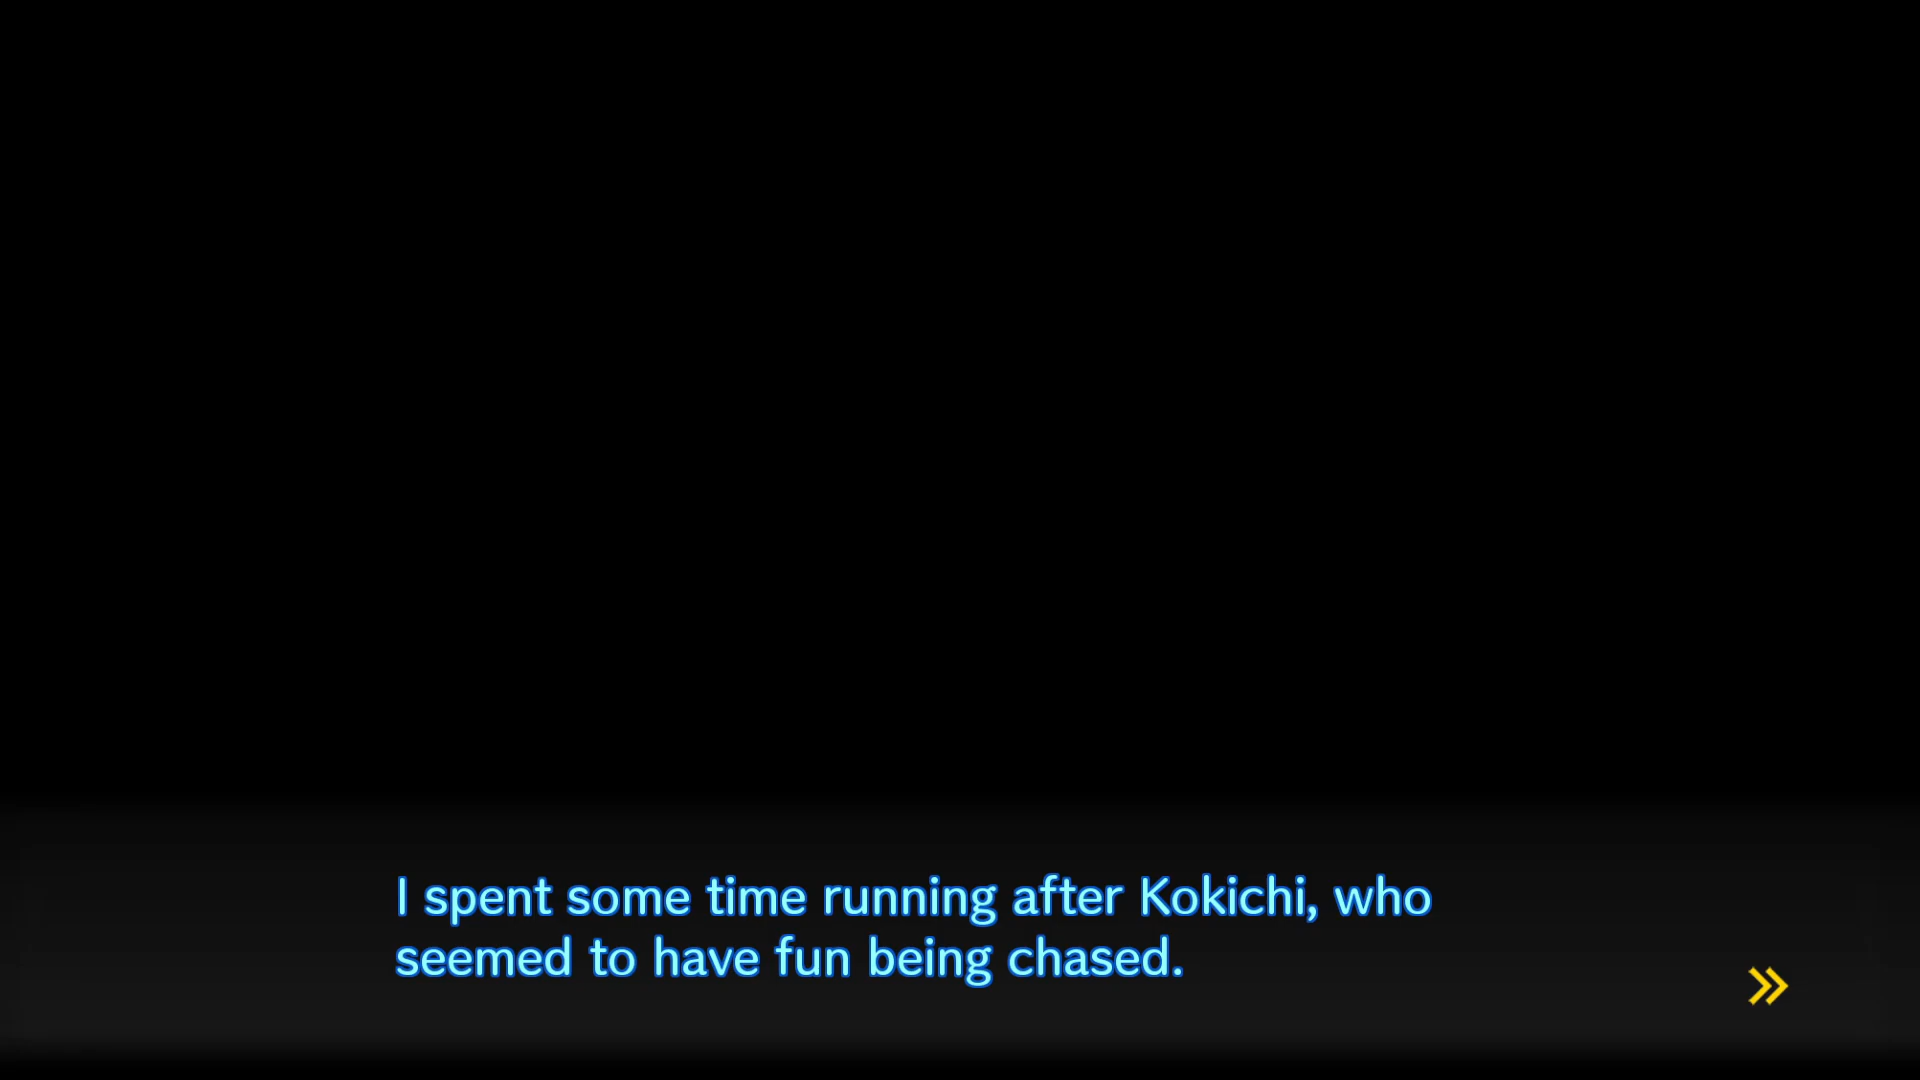 I spent some time running after Kokichi, who
seemed to have fun being chased.